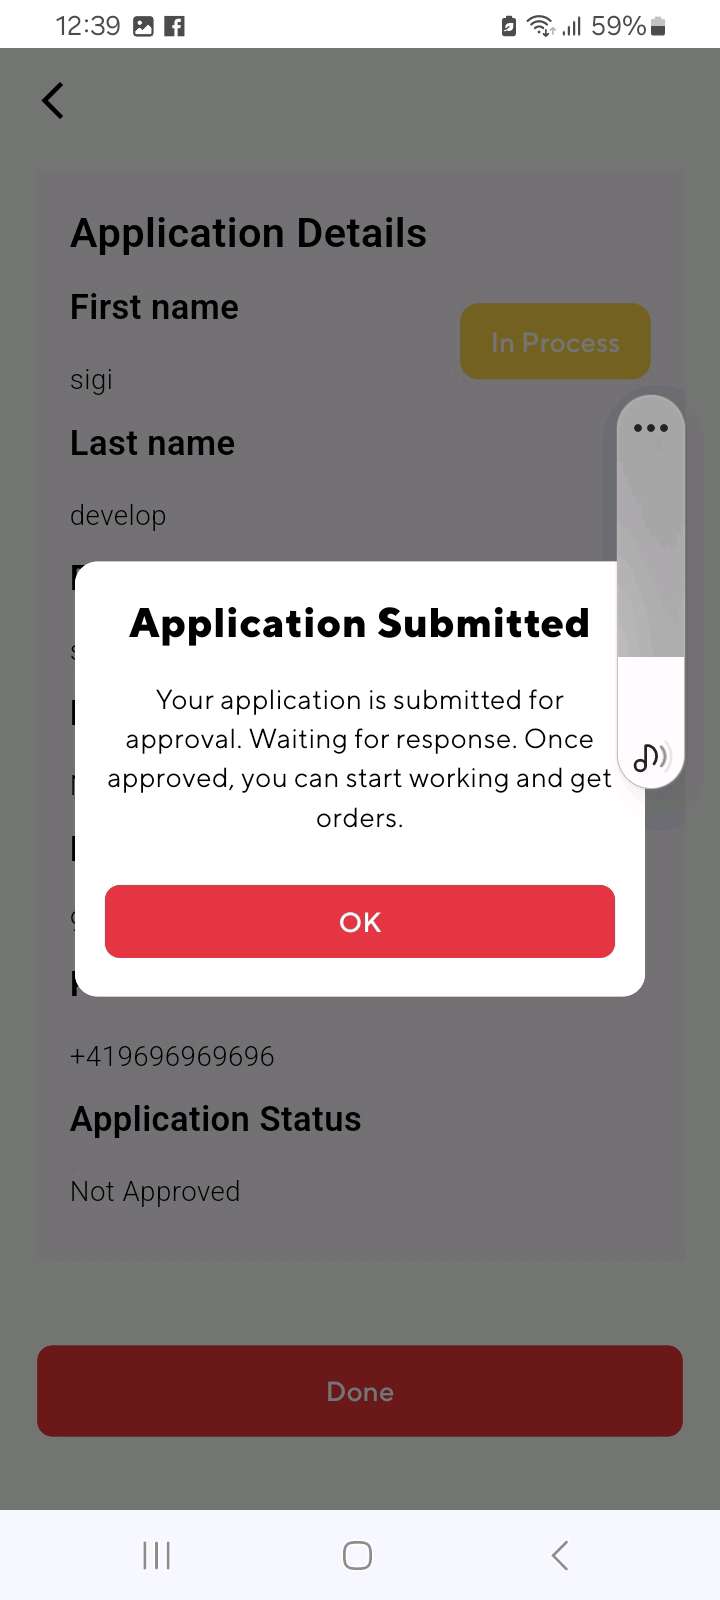 12:39
59%
Application Details
First name
In Process
sigi
Last name
develop
Application Submitted
Your application is submitted for
approval. Waiting for response. Once
approved, you can start working and get
orders.
OK
+419696969696
Application Status
Not Approved
Done